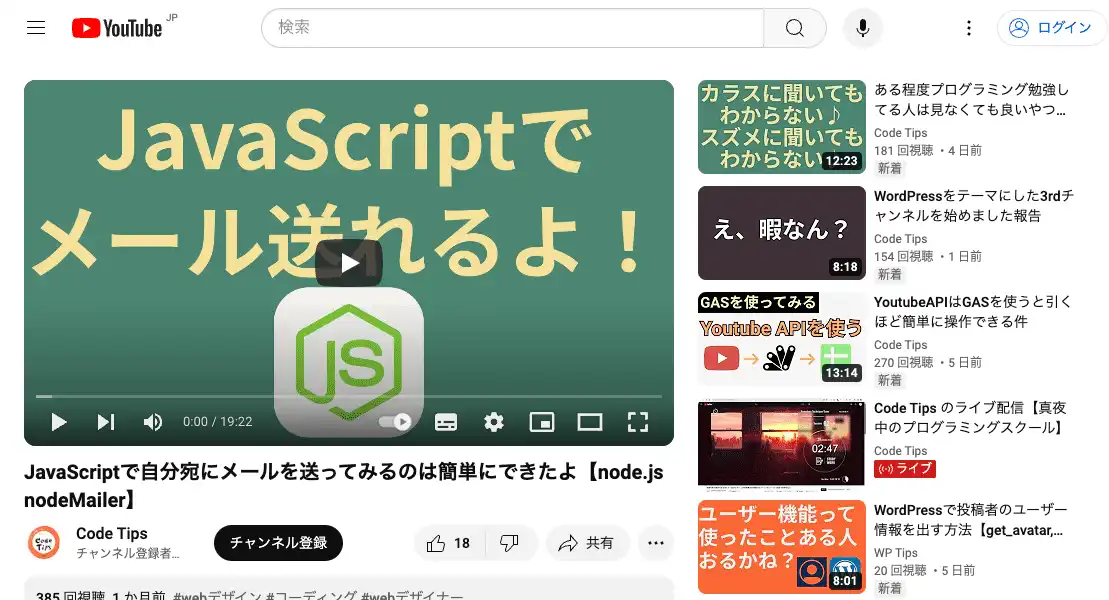 YouTube JP
検索
ログイン
JavaScriptで
メール送れるよ！
JS
0:00 / 19:22
JavaScriptで自分宛にメールを送ってみるのは簡単にできたよ【node.js
nodeMailer】
Code Tips
Code Tips
チャンネル登録者...
チャンネル登録
18
共有
385 回視聴 1 か月前 #webデザイン #コーディング #webデザイナー
カラスに聞いても
わからない♪
スズメに聞いても
わからない
12:23
ある程度プログラミング勉強し
てる人は見なくても良いやつ...
Code Tips
181 回視聴 ・4 日前
新着
え、暇なん？
8:18
WordPressをテーマにした3rdチ
ャンネルを始めました報告
Code Tips
154 回視聴 ・1 日前
新着
GASを使ってみる
Youtube APIを使う
13:14
YoutubeAPIはGASを使うと引く
ほど簡単に操作できる件
Code Tips
270 回視聴 ・5 日前
新着
02:47
Code Tips のライブ配信【真夜
中のプログラミングスクール】
Code Tips
ライブ
ユーザー機能って
使ったことある人
おるかね？
8:01
WordPressで投稿者のユーザー
情報を出す方法【get_avatar,...
WP Tips
20 回視聴 ・5 日前
新着